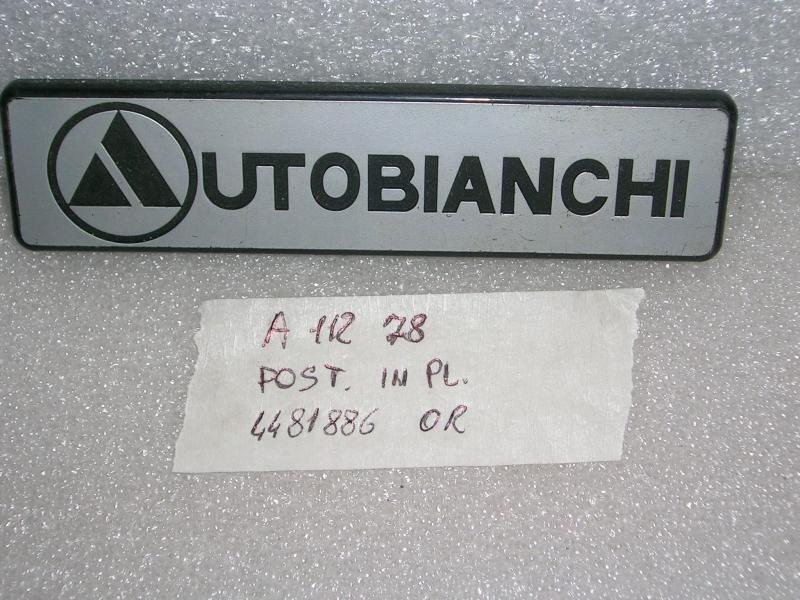 AUTOBIANCHI
A 112 78
POST. IN PL.
4481886 OR